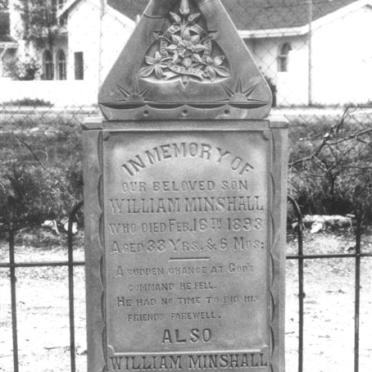 IN MEMORY OF
OUR BELOVED SON
WILLIAM MINSHALL
WHO DIED FEB. 16TH 1893
AGED 33 YRS. & 6 MOS:
A SUDDEN CHANGE AT GOD'S
COMMAND HE FELL.
HE HAD NO TIME TO BID HIS
FRIENDS FAREWELL.
ALSO
WILLIAM MINSHALL